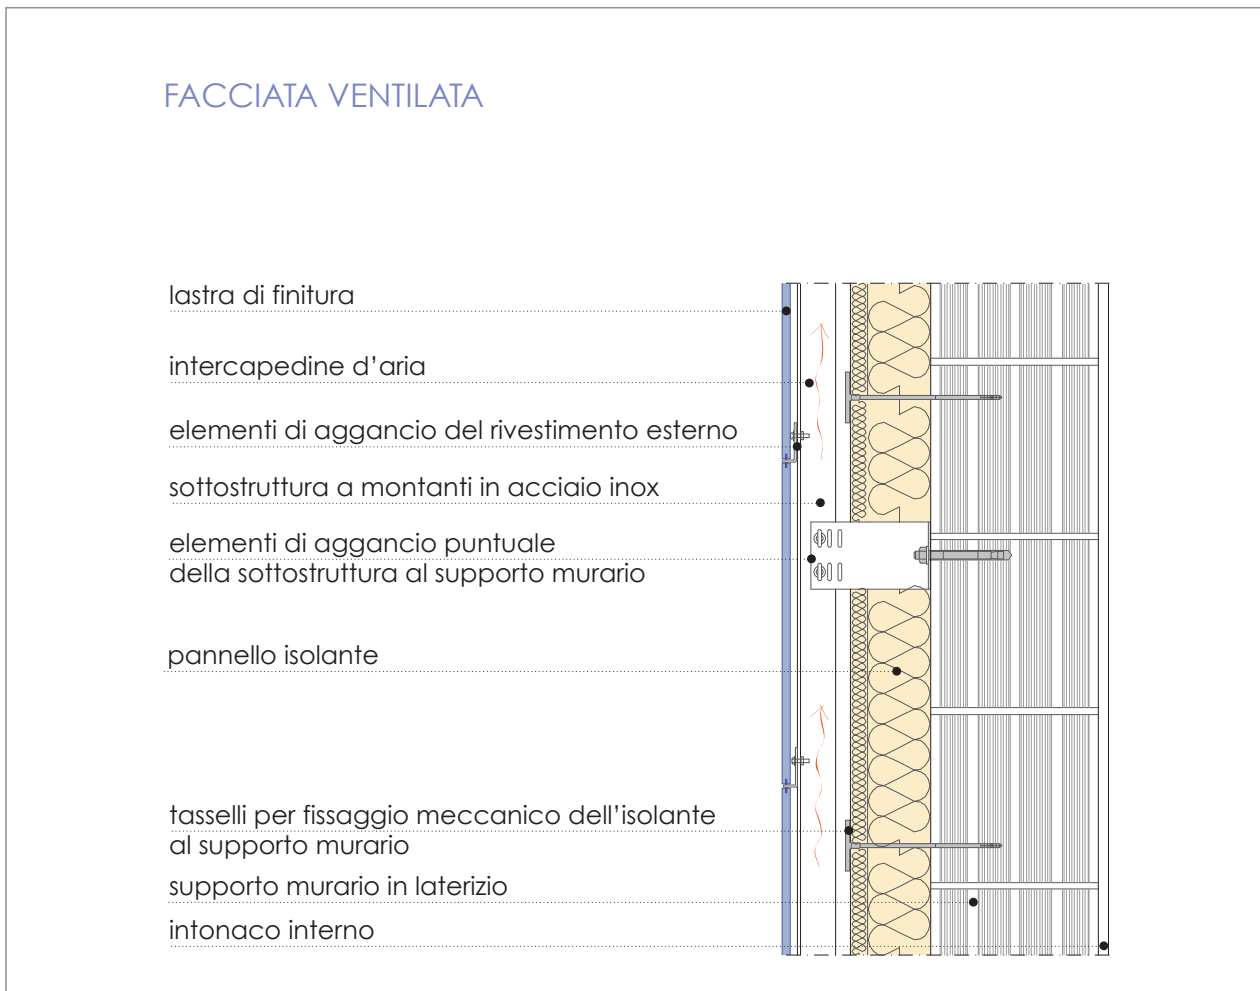 FACCIATA VENTILATA
lastra di finitura
intercapedine d'aria
elementi di aggancio del rivestimento esterno
sottostruttura a montanti in acciaio inox
elementi di aggancio puntuale
della sottostruttura al supporto murario
pannello isolante
tasselli per fissaggio meccanico dell'isolante
al supporto murario
supporto murario in laterizio
intonaco interno